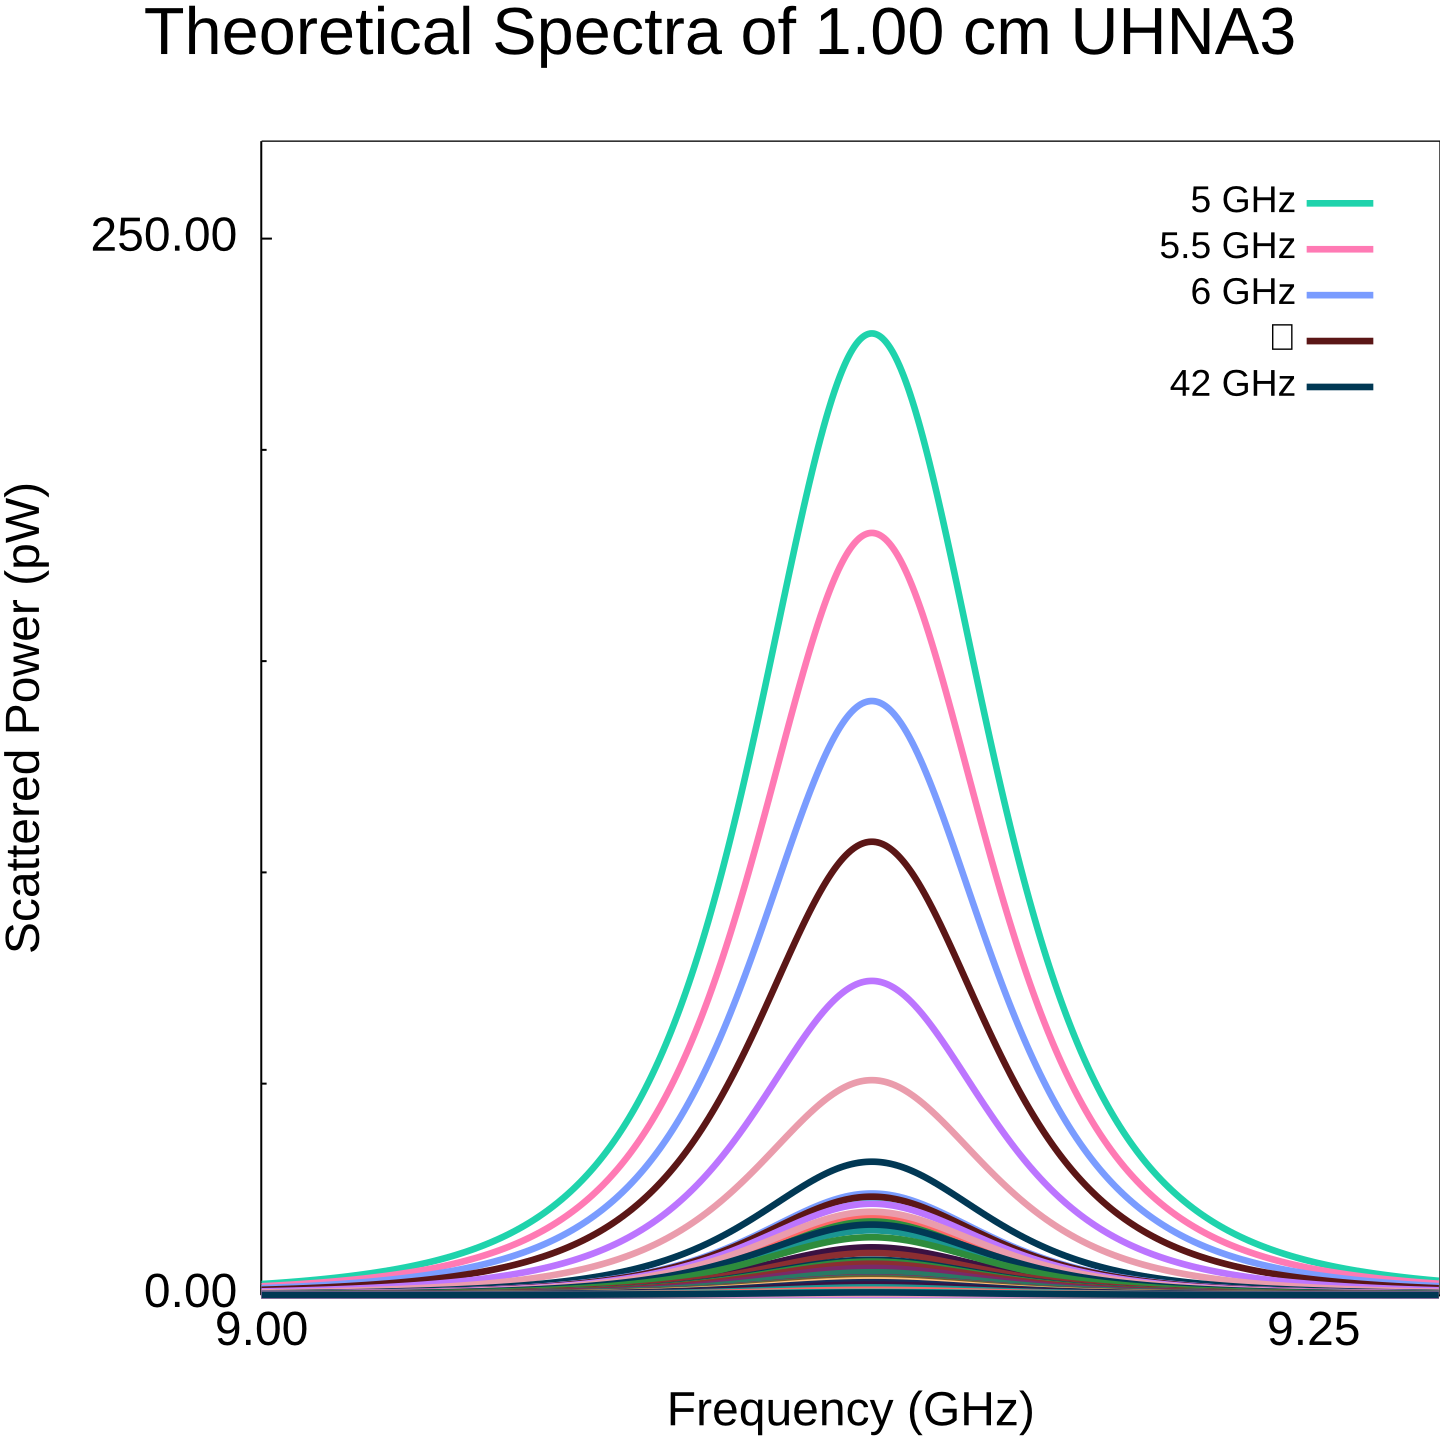 Theoretical Spectra of 1.00 cm UHNA3
250.00
5 GHz
5.5 GHz
6 GHz
42 GHz
Scattered Power (pW)
0.00
9.00
9.25
Frequency (GHz)